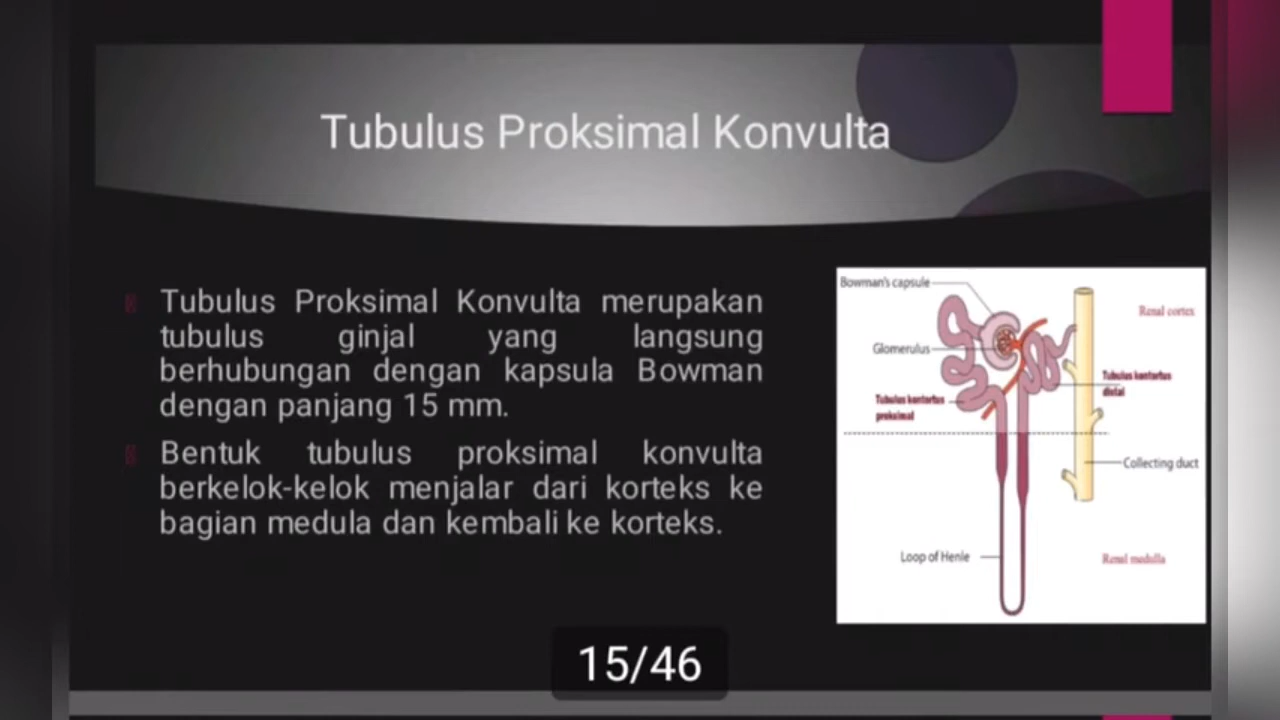 Tubulus Proksimal Konvulta
Tubulus Proksimal Konvulta merupakan
tubulus ginjal yang langsung
berhubungan dengan kapsula Bowman
dengan panjang 15 mm.
Bentuk tubulus proksimal konvulta
berkelok-kelok menjalar dari korteks ke
bagian medula dan kembali ke korteks.
Bowman's capsule
Renal cortex
Glomerulus
Tubulus kontortus
distal
Tubulus kontortus
proksimal
Collecting duct
Loop of Henle
Renal medulla
15/46